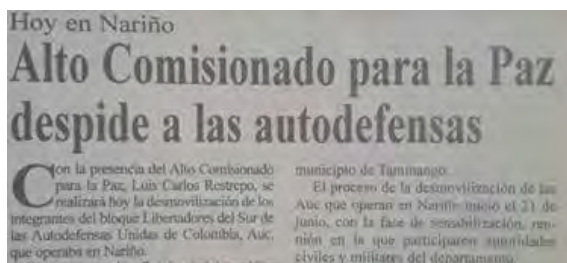 Hoy en Nariño
Alto Comisionado para la Paz
despide a las autodefensas
Con la presencia del Alto Comisionado
para la Paz, Luis Carlos Restrepo, se
realizará hoy la desmovilización de los
integrantes del bloque Libertadores del Sur de
las Autodefensas Unidas de Colombia, Auc,
que operaba en Nariño.
municipio de Taminango.
El proceso de la desmovilización de las
Auc que operan en Nariño inició el 21 de
junio, con la fase de sensibilización, reu-
nión en la que participaron autoridades
civiles y militares del departamento.